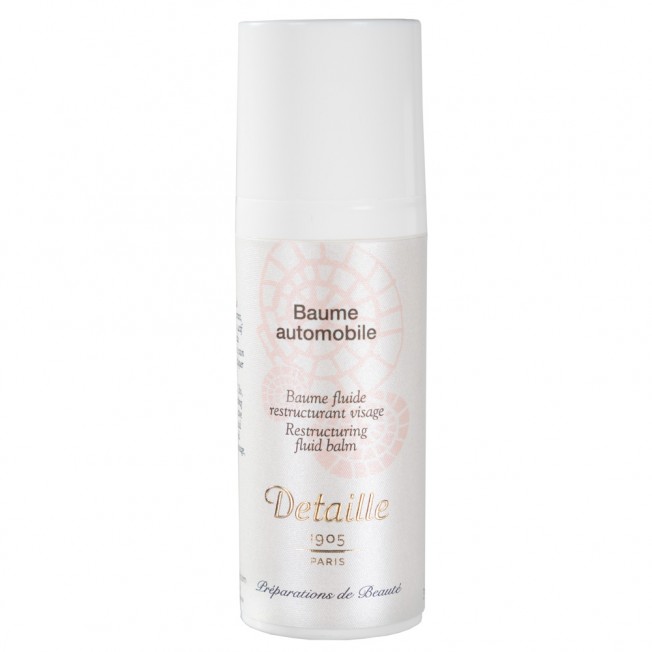 Baume
automobile
Baume fluide
restructurant visage
Restructuring
fluid balm
Detaille
1905
PARIS
Préparations de Beauté